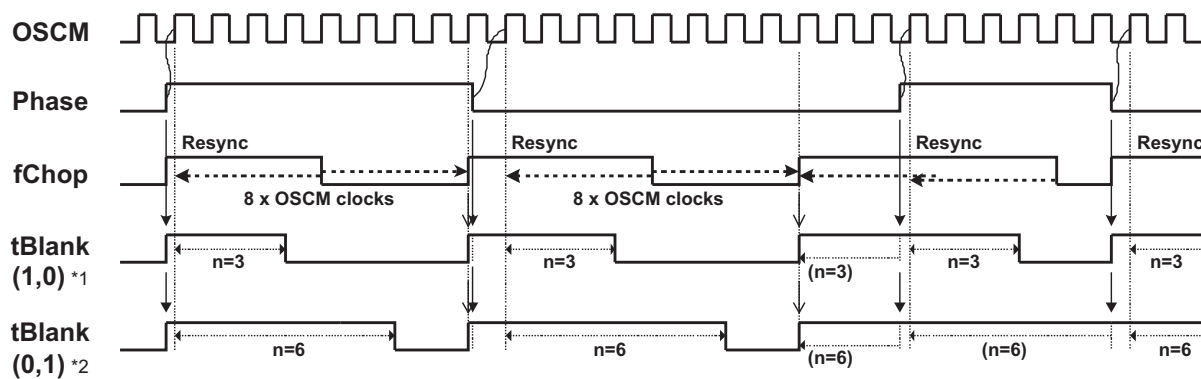 OSCM
Phase
Resync Resync Resync Resync
fChop
8 x OSCM clocks 8 x OSCM clocks
tBlank
n=3 n=3 (n=3) n=3 n=3
(1,0) *1
tBlank
n=6 n=6 (n=6) (n=6) n=6
(0,1) *2